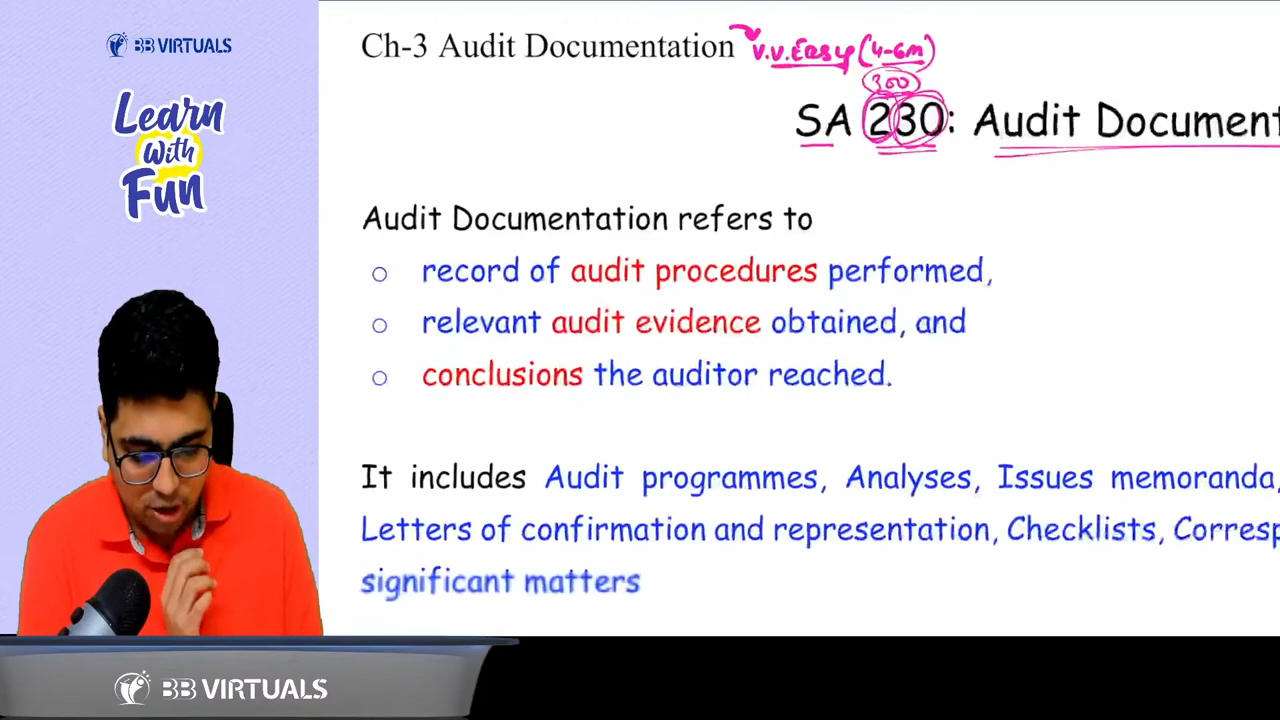 BB VIRTUALS
Learn
With
Fun
Ch-3 Audit Documentation
v.v.Easy (4-6m)
300
SA 230: Audit Document
Audit Documentation refers to
o record of audit procedures performed,
o relevant audit evidence obtained, and
o conclusions the auditor reached.
It includes Audit programmes, Analyses, Issues memoranda,
Letters of confirmation and representation, Checklists, Corresp
significant matters
BB VIRTUALS